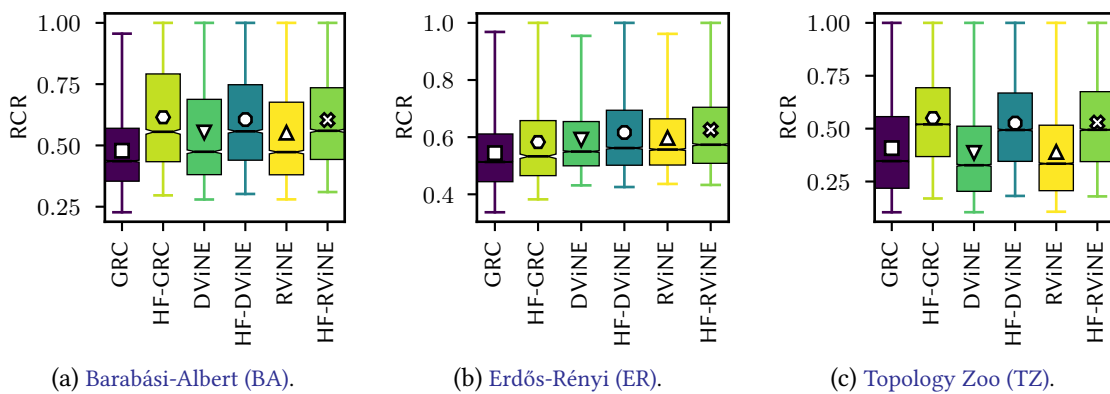 1.00
0.75
0.50
0.25
RCR
GRC
HF-GRC
DViNE
HF-DViNE
RViNE
HF-RViNE
(a) Barabási-Albert (BA).
1.0
0.8
0.6
0.4
RCR
GRC
HF-GRC
DViNE
HF-DViNE
RViNE
HF-RViNE
(b) Erdős-Rényi (ER).
1.00
0.75
0.50
0.25
RCR
GRC
HF-GRC
DViNE
HF-DViNE
RViNE
HF-RViNE
(c) Topology Zoo (TZ).